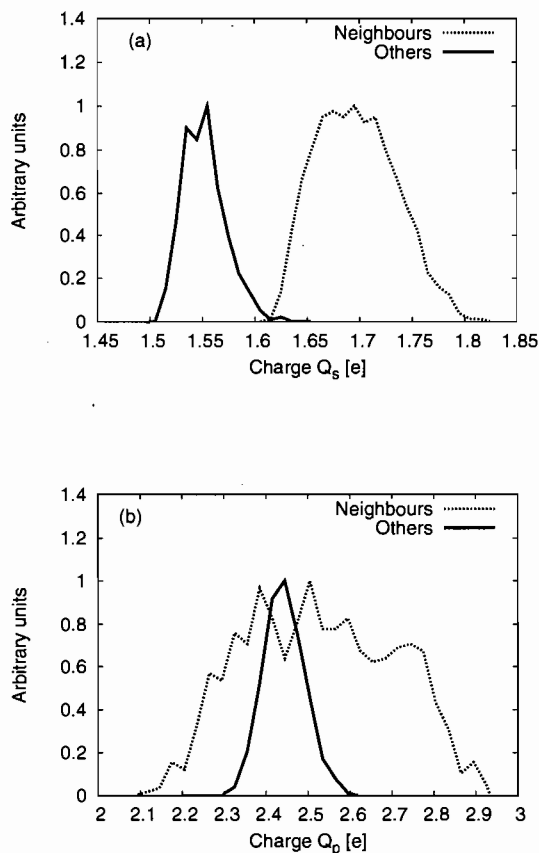 (a)
Neighbours
Others
Arbitrary units
1.4
1.2
1
0.8
0.6
0.4
0.2
0
1.45 1.5 1.55 1.6 1.65 1.7 1.75 1.8 1.85
Charge Qs [e]
(b)
Neighbours
Others
Arbitrary units
1.4
1.2
1
0.8
0.6
0.4
0.2
0
2 2.1 2.2 2.3 2.4 2.5 2.6 2.7 2.8 2.9 3
Charge Qp [e]